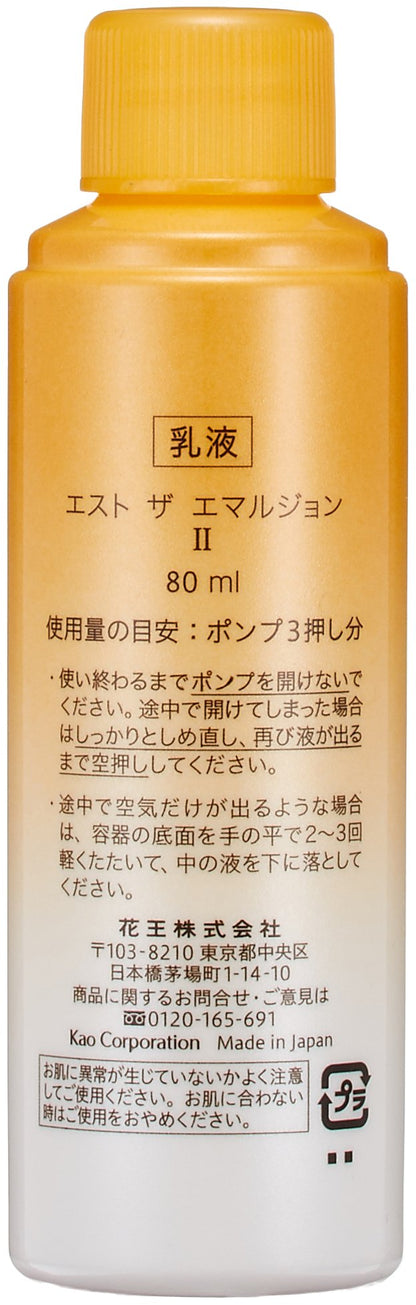 乳液
エスト ザ エマルジョン
II
80 ml
使用量の目安：ポンプ3押し分
・使い終わるまでポンプを開けないで
ください。途中で開けてしまった場合
はしっかりとしめ直し、再び液が出る
まで空押ししてください。
・途中で空気だけが出るような場合
は、容器の底面を手の平で2〜3回
軽くたたいて、中の液を下に落として
ください。
花王株式会社
〒103-8210 東京都中央区
日本橋茅場町1-14-10
商品に関するお問合せ・ご意見は
0120-165-691
Kao Corporation Made in Japan
お肌に異常が生じていないかよく注意
してご使用ください。お肌に合わない
時はご使用をおやめください。
プラ